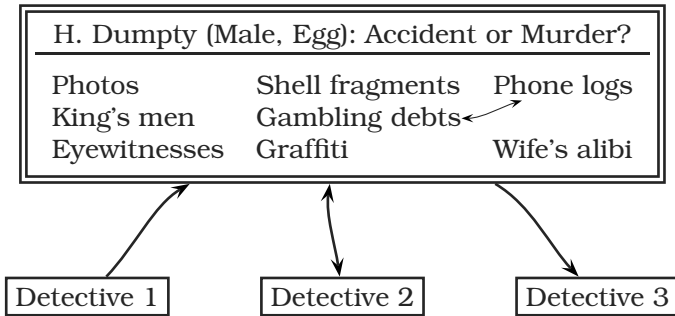 H. Dumpty (Male, Egg): Accident or Murder?
Photos Shell fragments Phone logs
King's men Gambling debts
Eyewitnesses Graffiti Wife's alibi
Detective 1 Detective 2 Detective 3